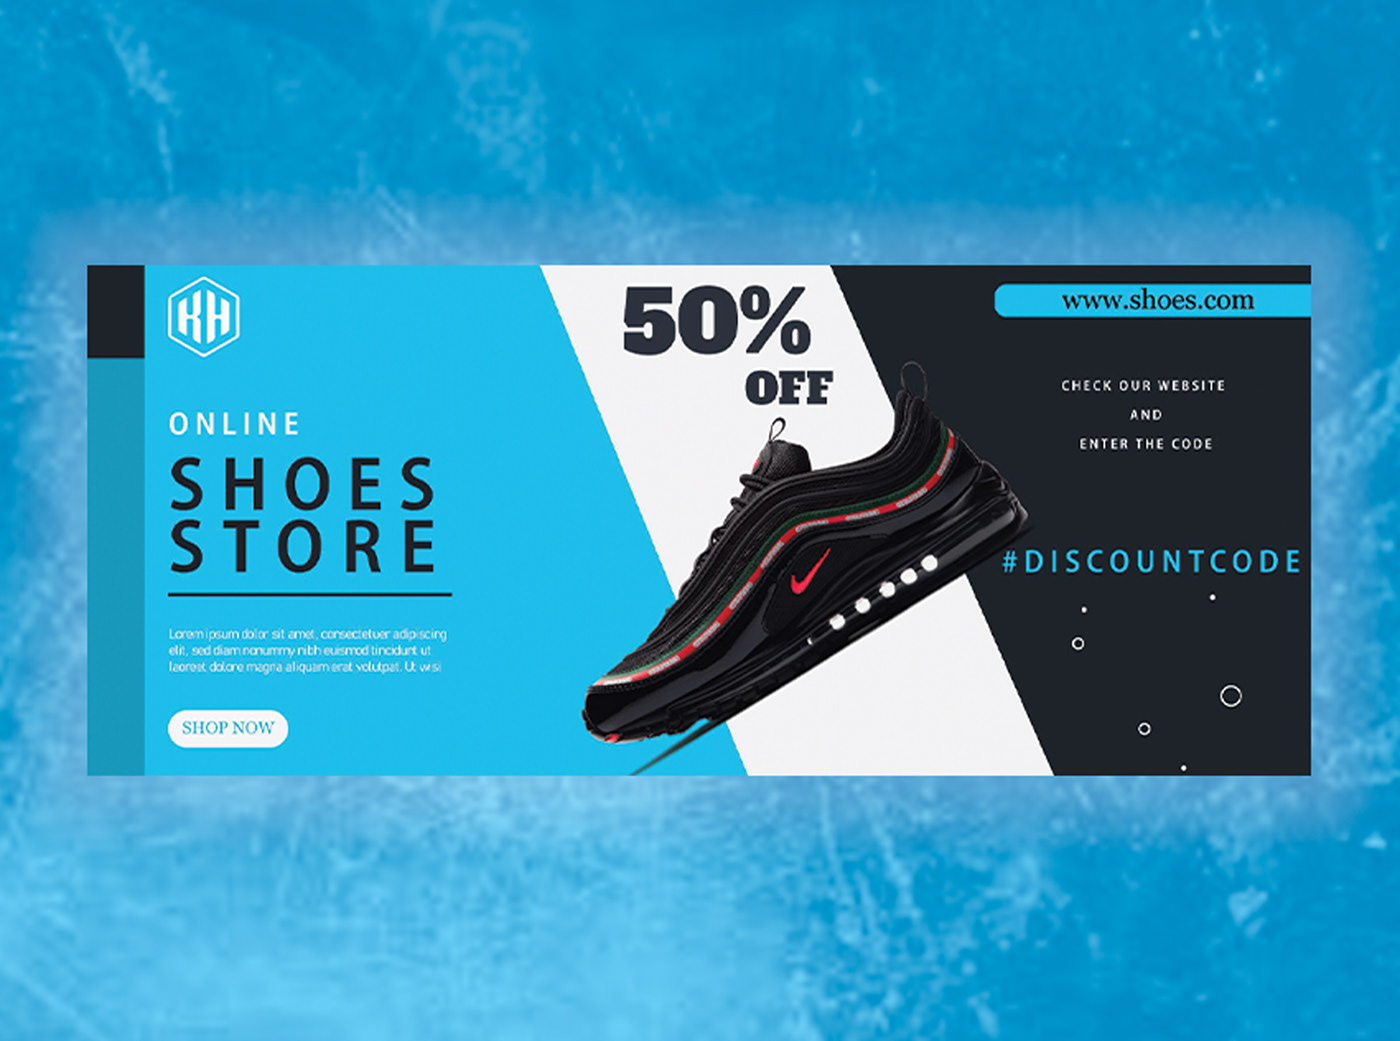 KH
ONLINE
SHOES
STORE
Lorem ipsum dolor sit amet, consectetuer adipiscing
elit, sed diam nonummy nibh euismod tincidunt ut
laoreet dolore magna aliquam erat volutpat. Ut wisi
SHOP NOW
50%
OFF
www.shoes.com
CHECK OUR WEBSITE
AND
ENTER THE CODE
#DISCOUNTCODE